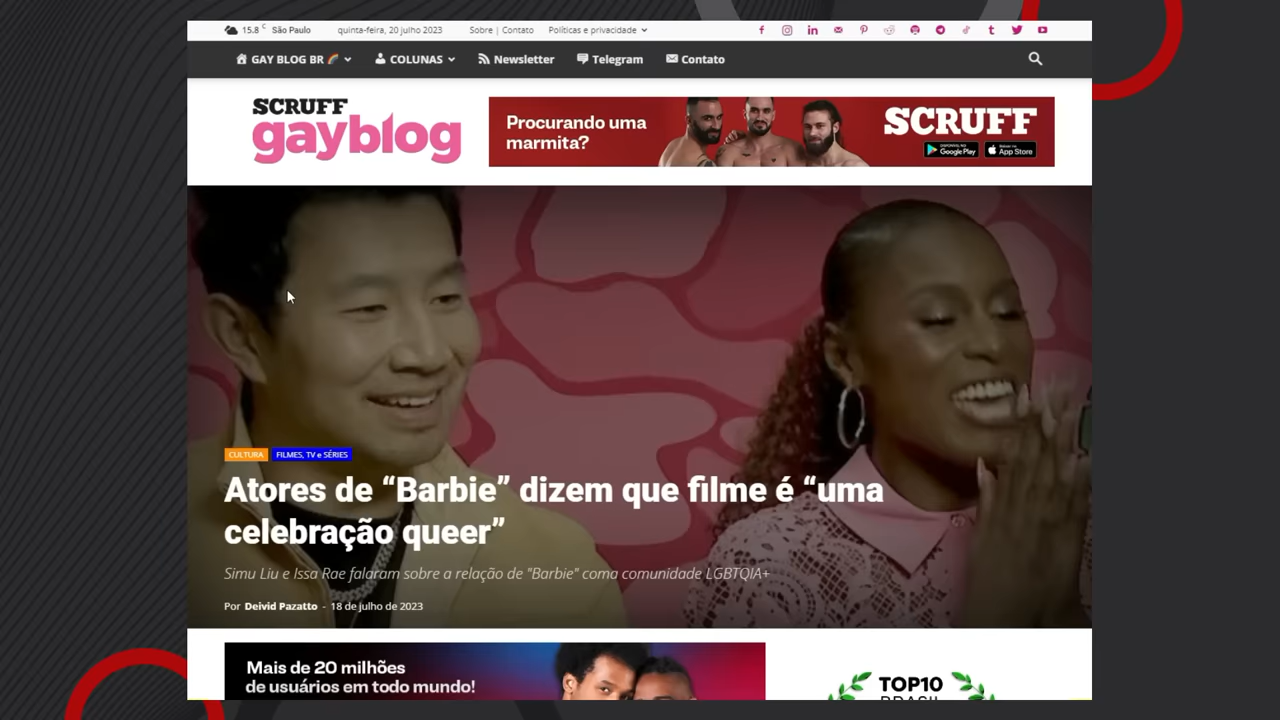 15.8 C São Paulo quinta-feira, 20 julho 2023 Sobre | Contato Políticas e privacidade
GAY BLOG BR COLUNAS Newsletter Telegram Contato
SCRUFF
gayblog
Procurando uma
marmita?
SCRUFF
Google Play
App Store
CULTURA FILMES, TV e SÉRIES
Atores de “Barbie” dizem que filme é “uma
celebração queer”
Simu Liu e Issa Rae falaram sobre a relação de "Barbie" coma comunidade LGBTQIA+
Por Deivid Pazatto - 18 de julho de 2023
Mais de 20 milhões
de usuários em todo mundo!
TOP10
BRASIL